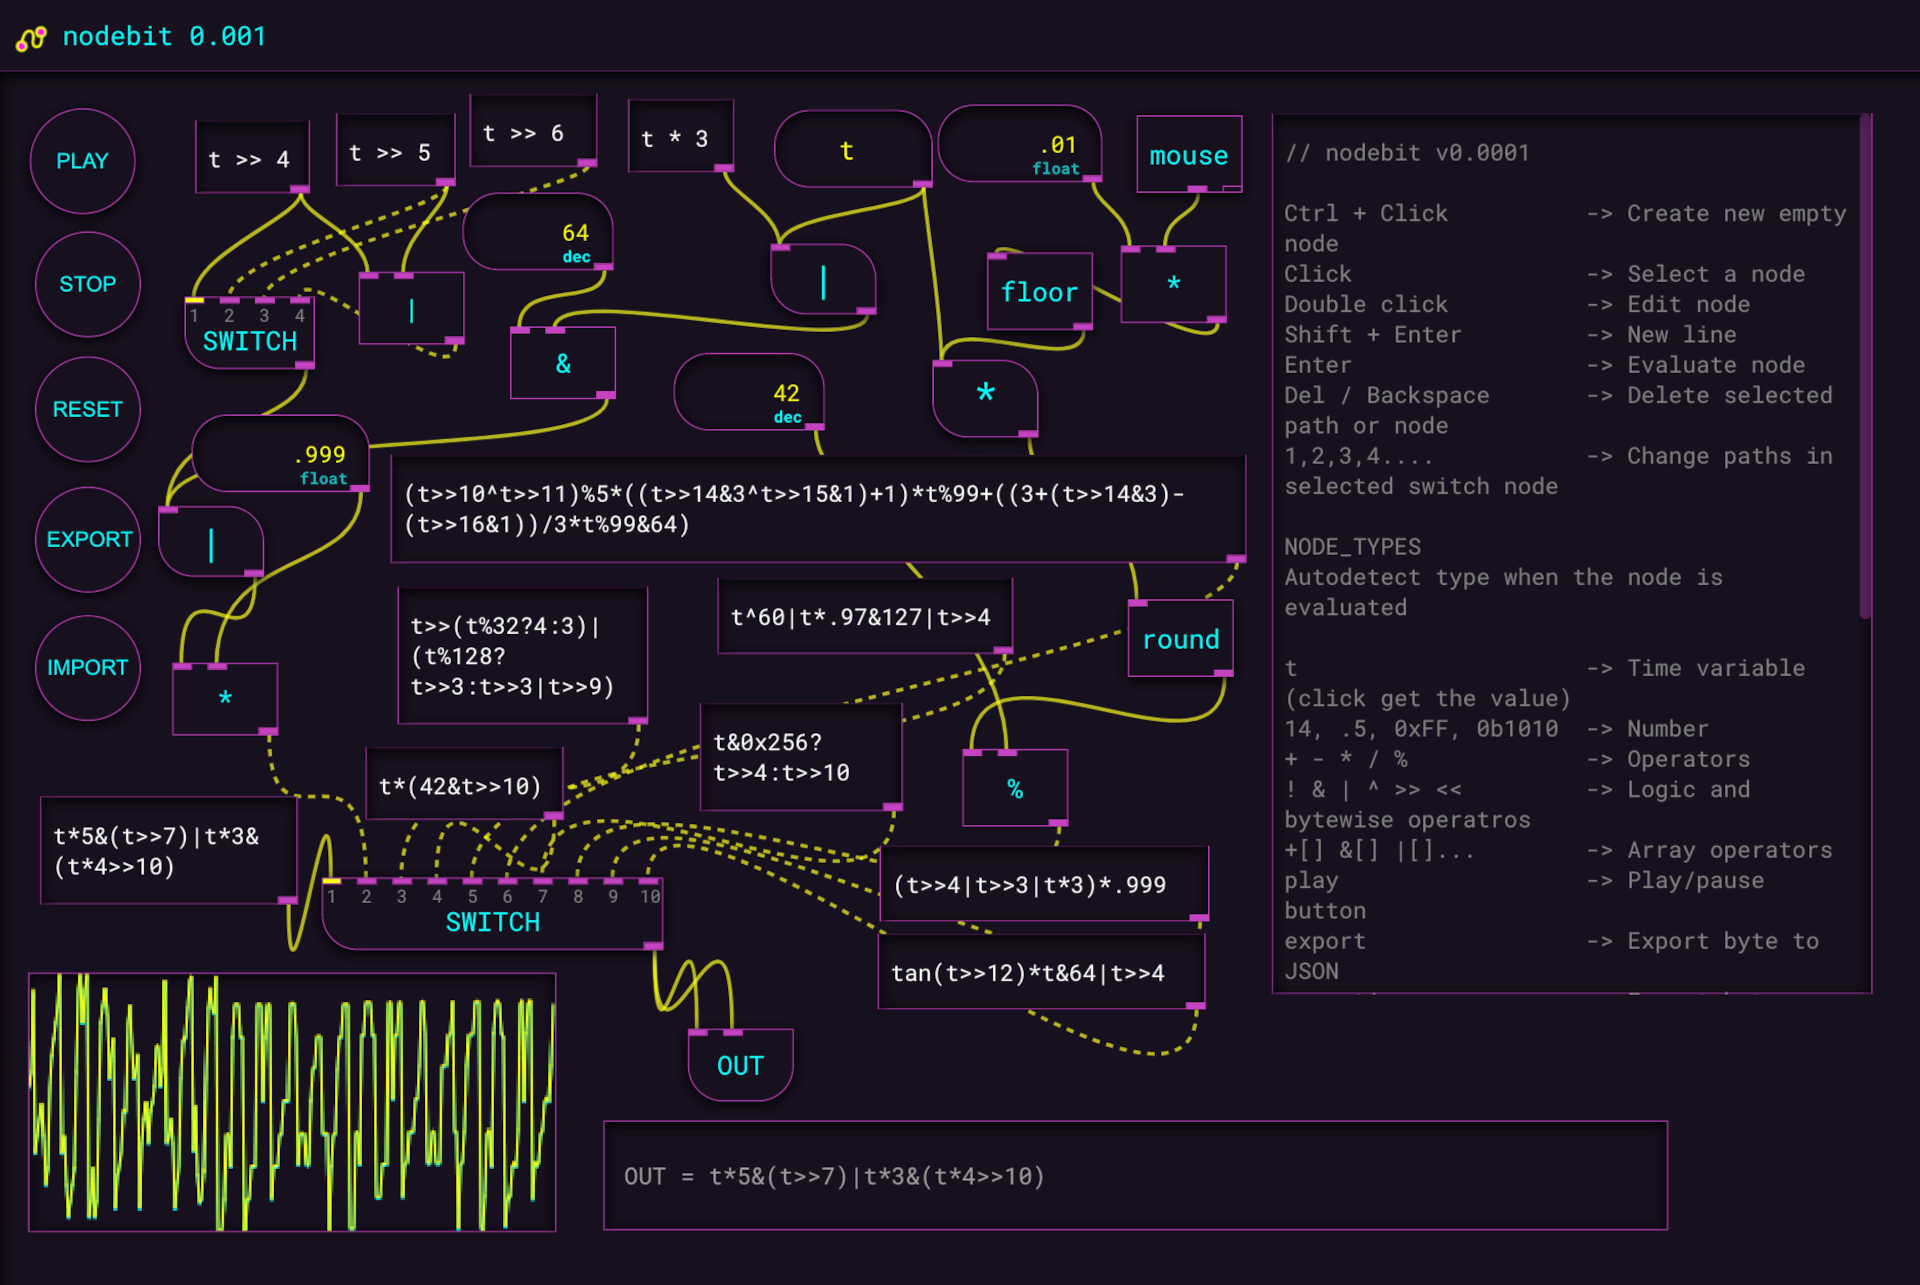 nodebit 0.001
PLAY
STOP
RESET
EXPORT
IMPORT
t >> 4
t >> 5
t >> 6
t * 3
t
.01
float
mouse
64
dec
|
|
floor
*
1 2 3 4
SWITCH
&
42
dec
*
.999
float
|
(t>>10^t>>11)%5*((t>>14&3^t>>15&1)+1)*t%99+((3+(t>>14&3)-
(t>>16&1))/3*t%99&64)
t>>(t%32?4:3)|
(t%128?
t>>3:t>>3|t>>9)
t^60|t*.97&127|t>>4
round
*
t&0x256?
t>>4:t>>10
t*(42&t>>10)
%
t*5&(t>>7)|t*3&
(t*4>>10)
1 2 3 4 5 6 7 8 9 10
SWITCH
(t>>4|t>>3|t*3)*.999
tan(t>>12)*t&64|t>>4
OUT
OUT = t*5&(t>>7)|t*3&(t*4>>10)
// nodebit v0.0001
Ctrl + Click -> Create new empty
node
Click -> Select a node
Double click -> Edit node
Shift + Enter -> New line
Enter -> Evaluate node
Del / Backspace -> Delete selected
path or node
1,2,3,4.... -> Change paths in
selected switch node
NODE_TYPES
Autodetect type when the node is
evaluated
t -> Time variable
(click get the value)
14, .5, 0xFF, 0b1010 -> Number
+ - * / % -> Operators
! & | ^ >> << -> Logic and
bytewise operatros
+[] &[] |[]... -> Array operators
play -> Play/pause
button
export -> Export byte to
JSON